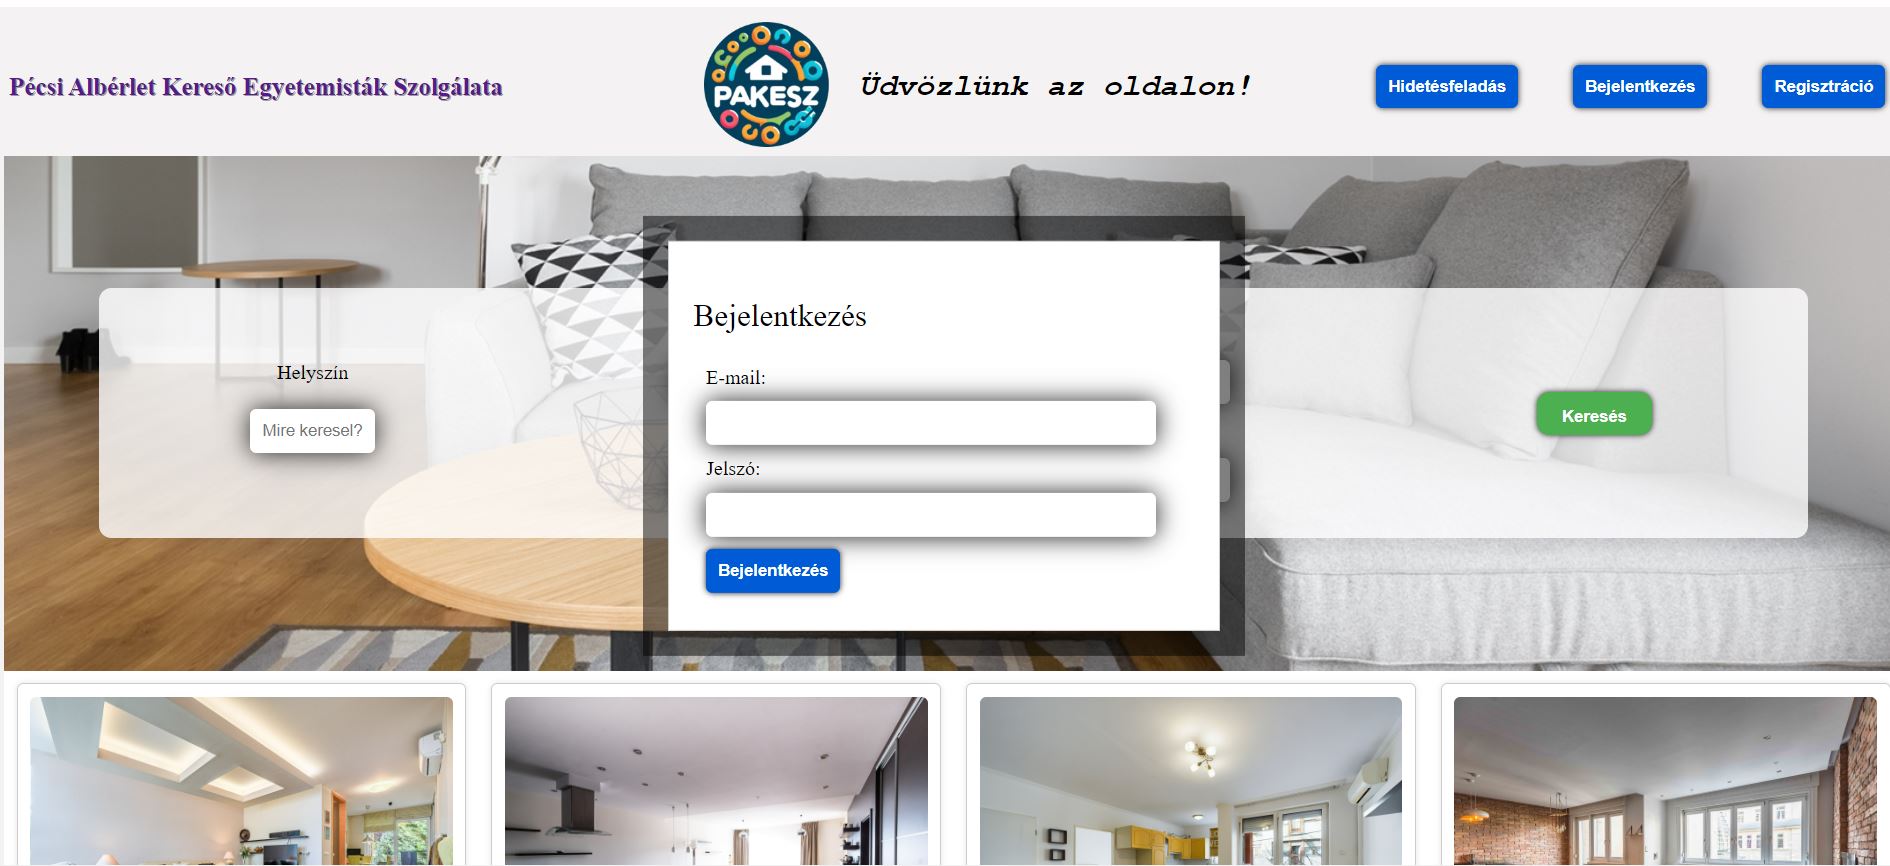 Pécsi Albérlet Kereső Egyetemisták Szolgálata
PAKESZ
Üdvözlünk az oldalon!
Hidetésfeladás
Bejelentkezés
Regisztráció
Helyszín
Mire keresel?
Bejelentkezés
E-mail:
Jelszó:
Bejelentkezés
Keresés